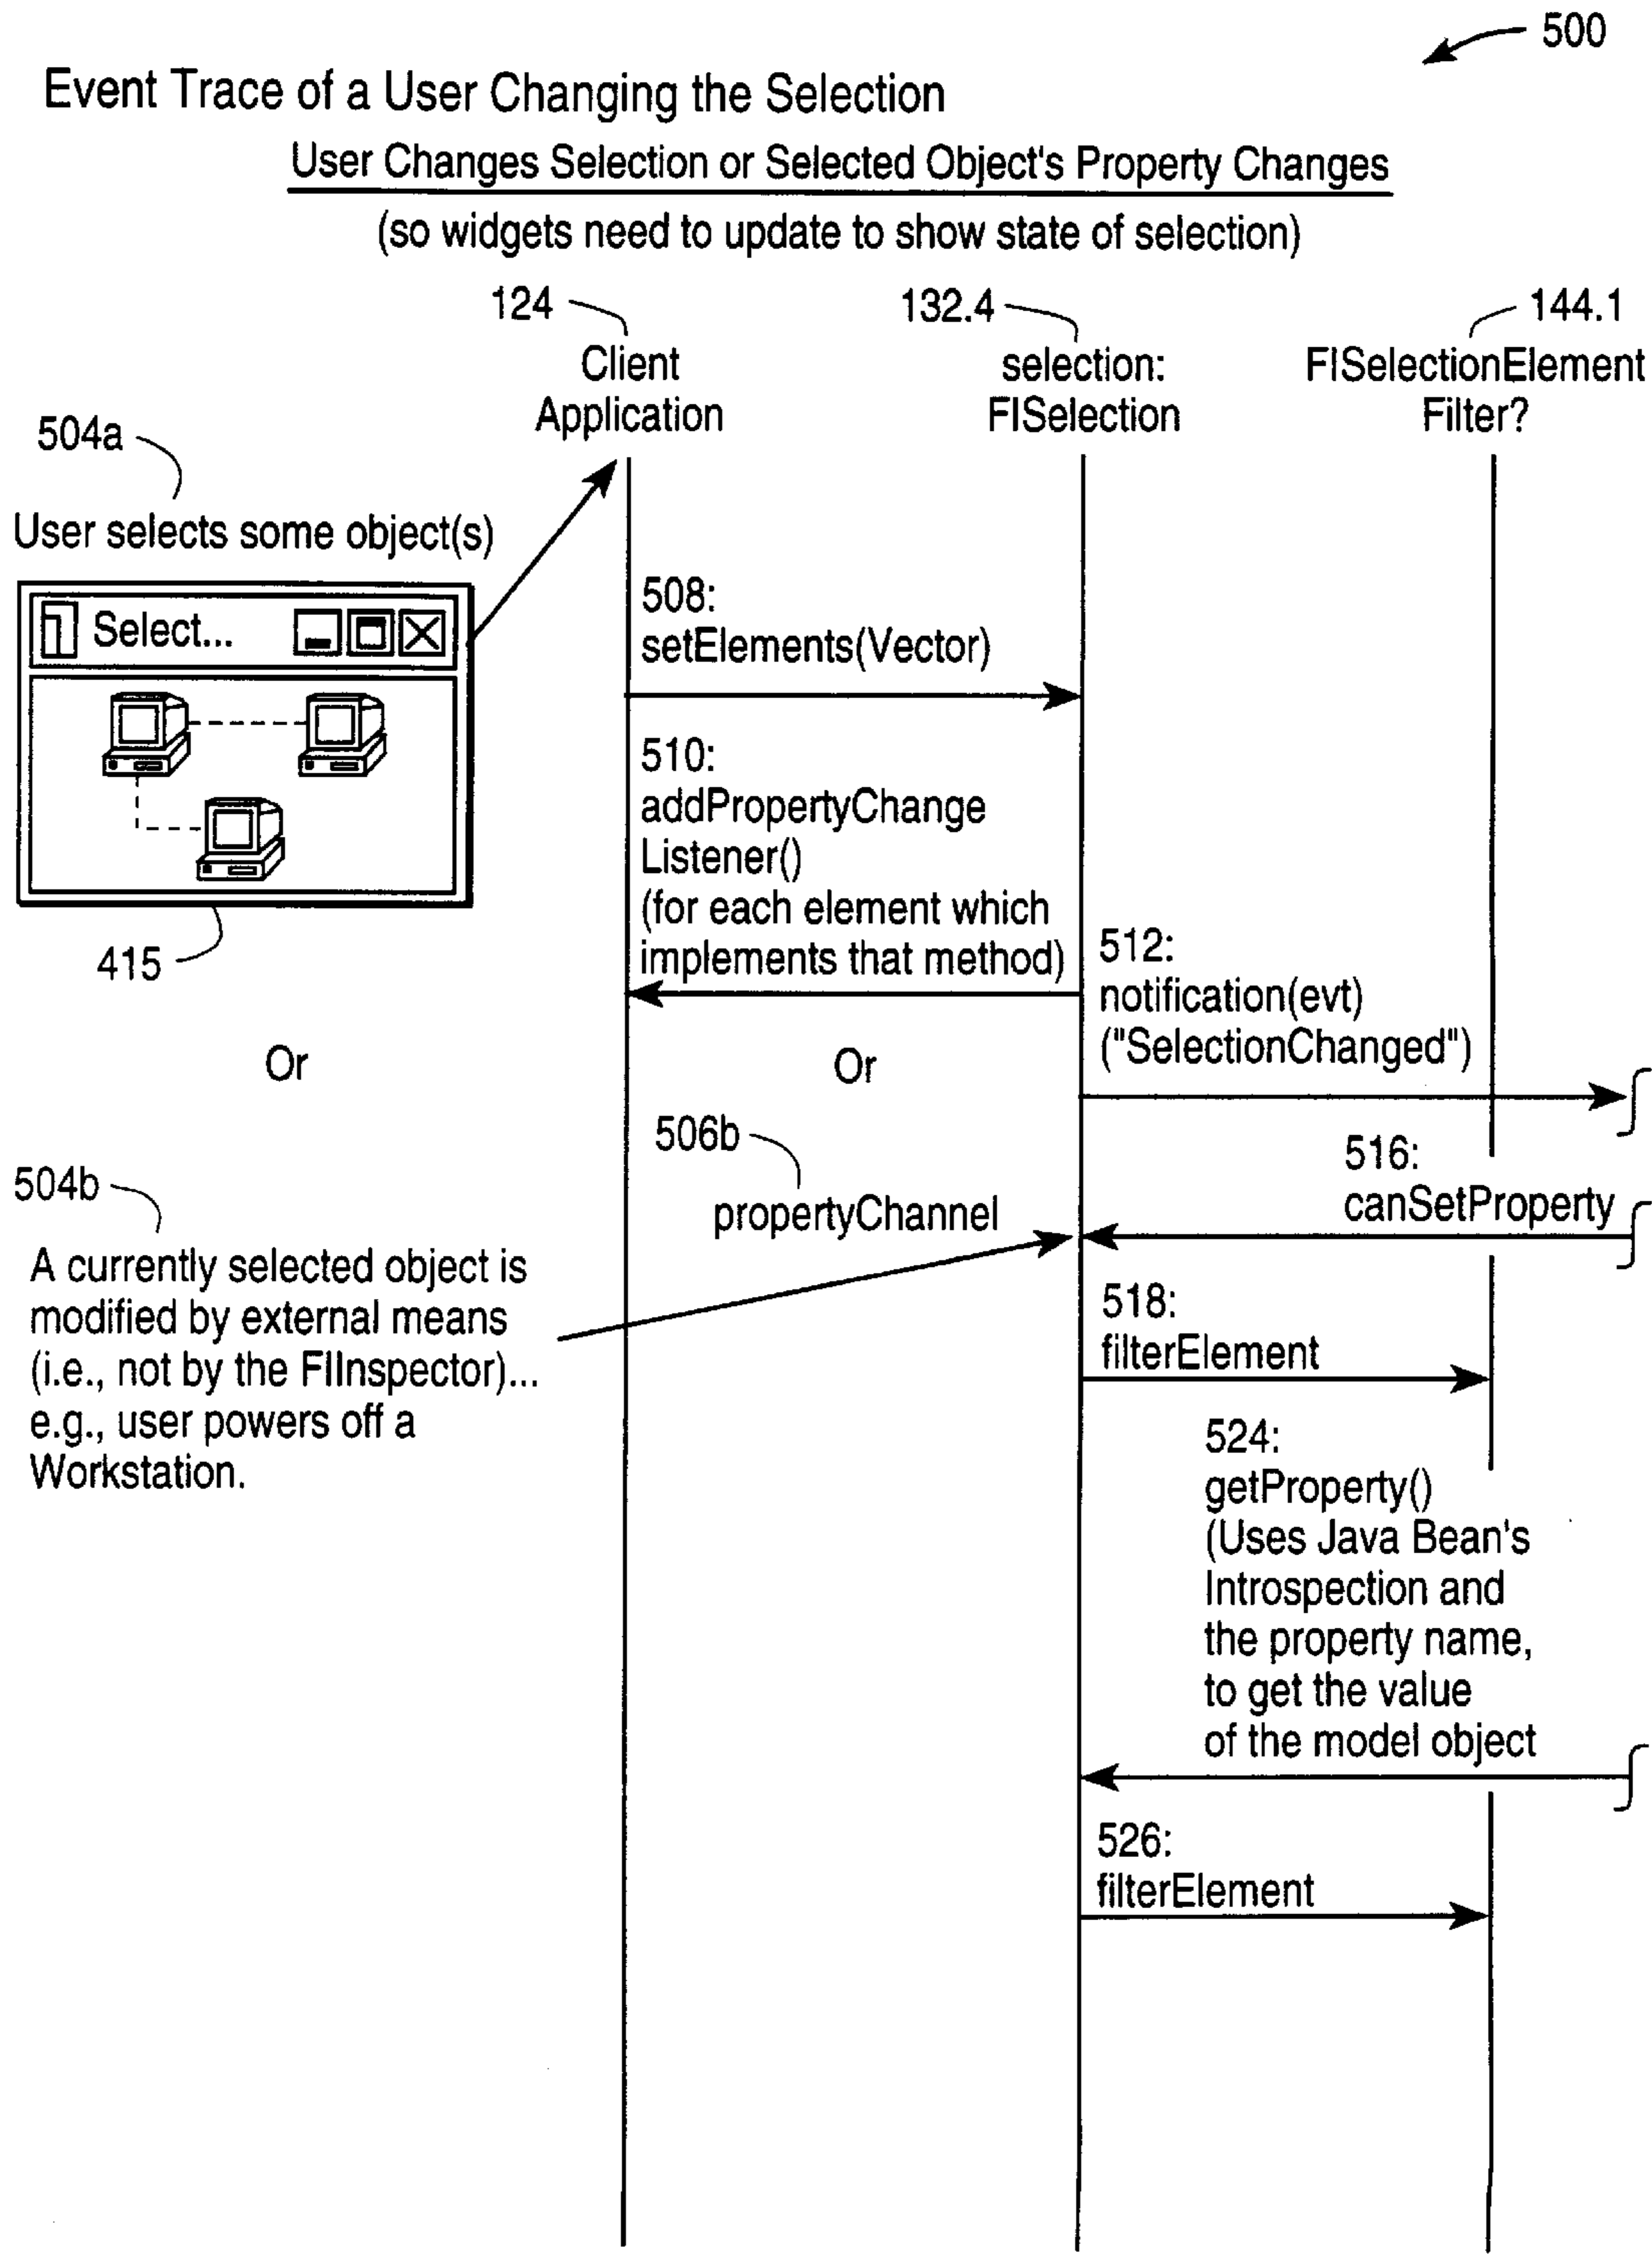 500
Event Trace of a User Changing the Selection
User Changes Selection or Selected Object's Property Changes
(so widgets need to update to show state of selection)
124
132.4
144.1
Client
Application
selection:
FISelection
FISelectionElement
Filter?
504a
User selects some object(s)
Select...
415
508:
setElements(Vector)
510:
addPropertyChange
Listener()
(for each element which
implements that method)
512:
notification(evt)
("SelectionChanged")
Or
Or
506b
propertyChannel
516:
canSetProperty
504b
A currently selected object is
modified by external means
(i.e., not by the FIInspector)...
e.g., user powers off a
Workstation.
518:
filterElement
524:
getProperty()
(Uses Java Bean's
Introspection and
the property name,
to get the value
of the model object
526:
filterElement